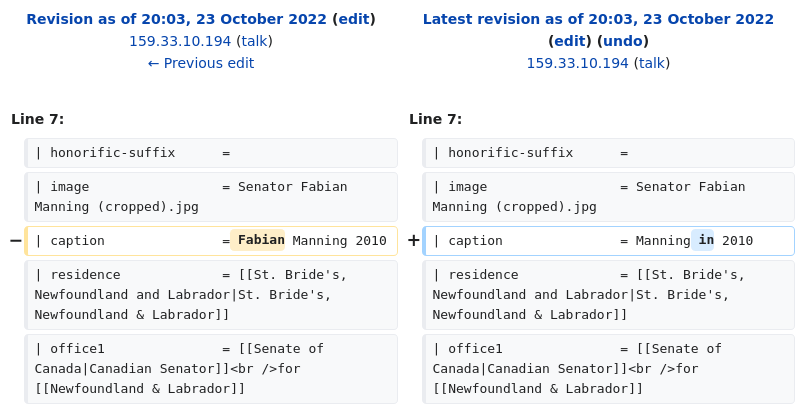 Revision as of 20:03, 23 October 2022 (edit)
159.33.10.194 (talk)
← Previous edit
Latest revision as of 20:03, 23 October 2022
(edit) (undo)
159.33.10.194 (talk)
Line 7:
Line 7:
| honorific-suffix      =
| honorific-suffix      =
| image                 = Senator Fabian
Manning (cropped).jpg
| image                 = Senator Fabian
Manning (cropped).jpg
− | caption               = Fabian Manning 2010
+ | caption               = Manning in 2010
| residence             = [[St. Bride's,
Newfoundland and Labrador|St. Bride's,
Newfoundland & Labrador]]
| residence             = [[St. Bride's,
Newfoundland and Labrador|St. Bride's,
Newfoundland & Labrador]]
| office1               = [[Senate of
Canada|Canadian Senator]]<br />for
[[Newfoundland & Labrador]]
| office1               = [[Senate of
Canada|Canadian Senator]]<br />for
[[Newfoundland & Labrador]]